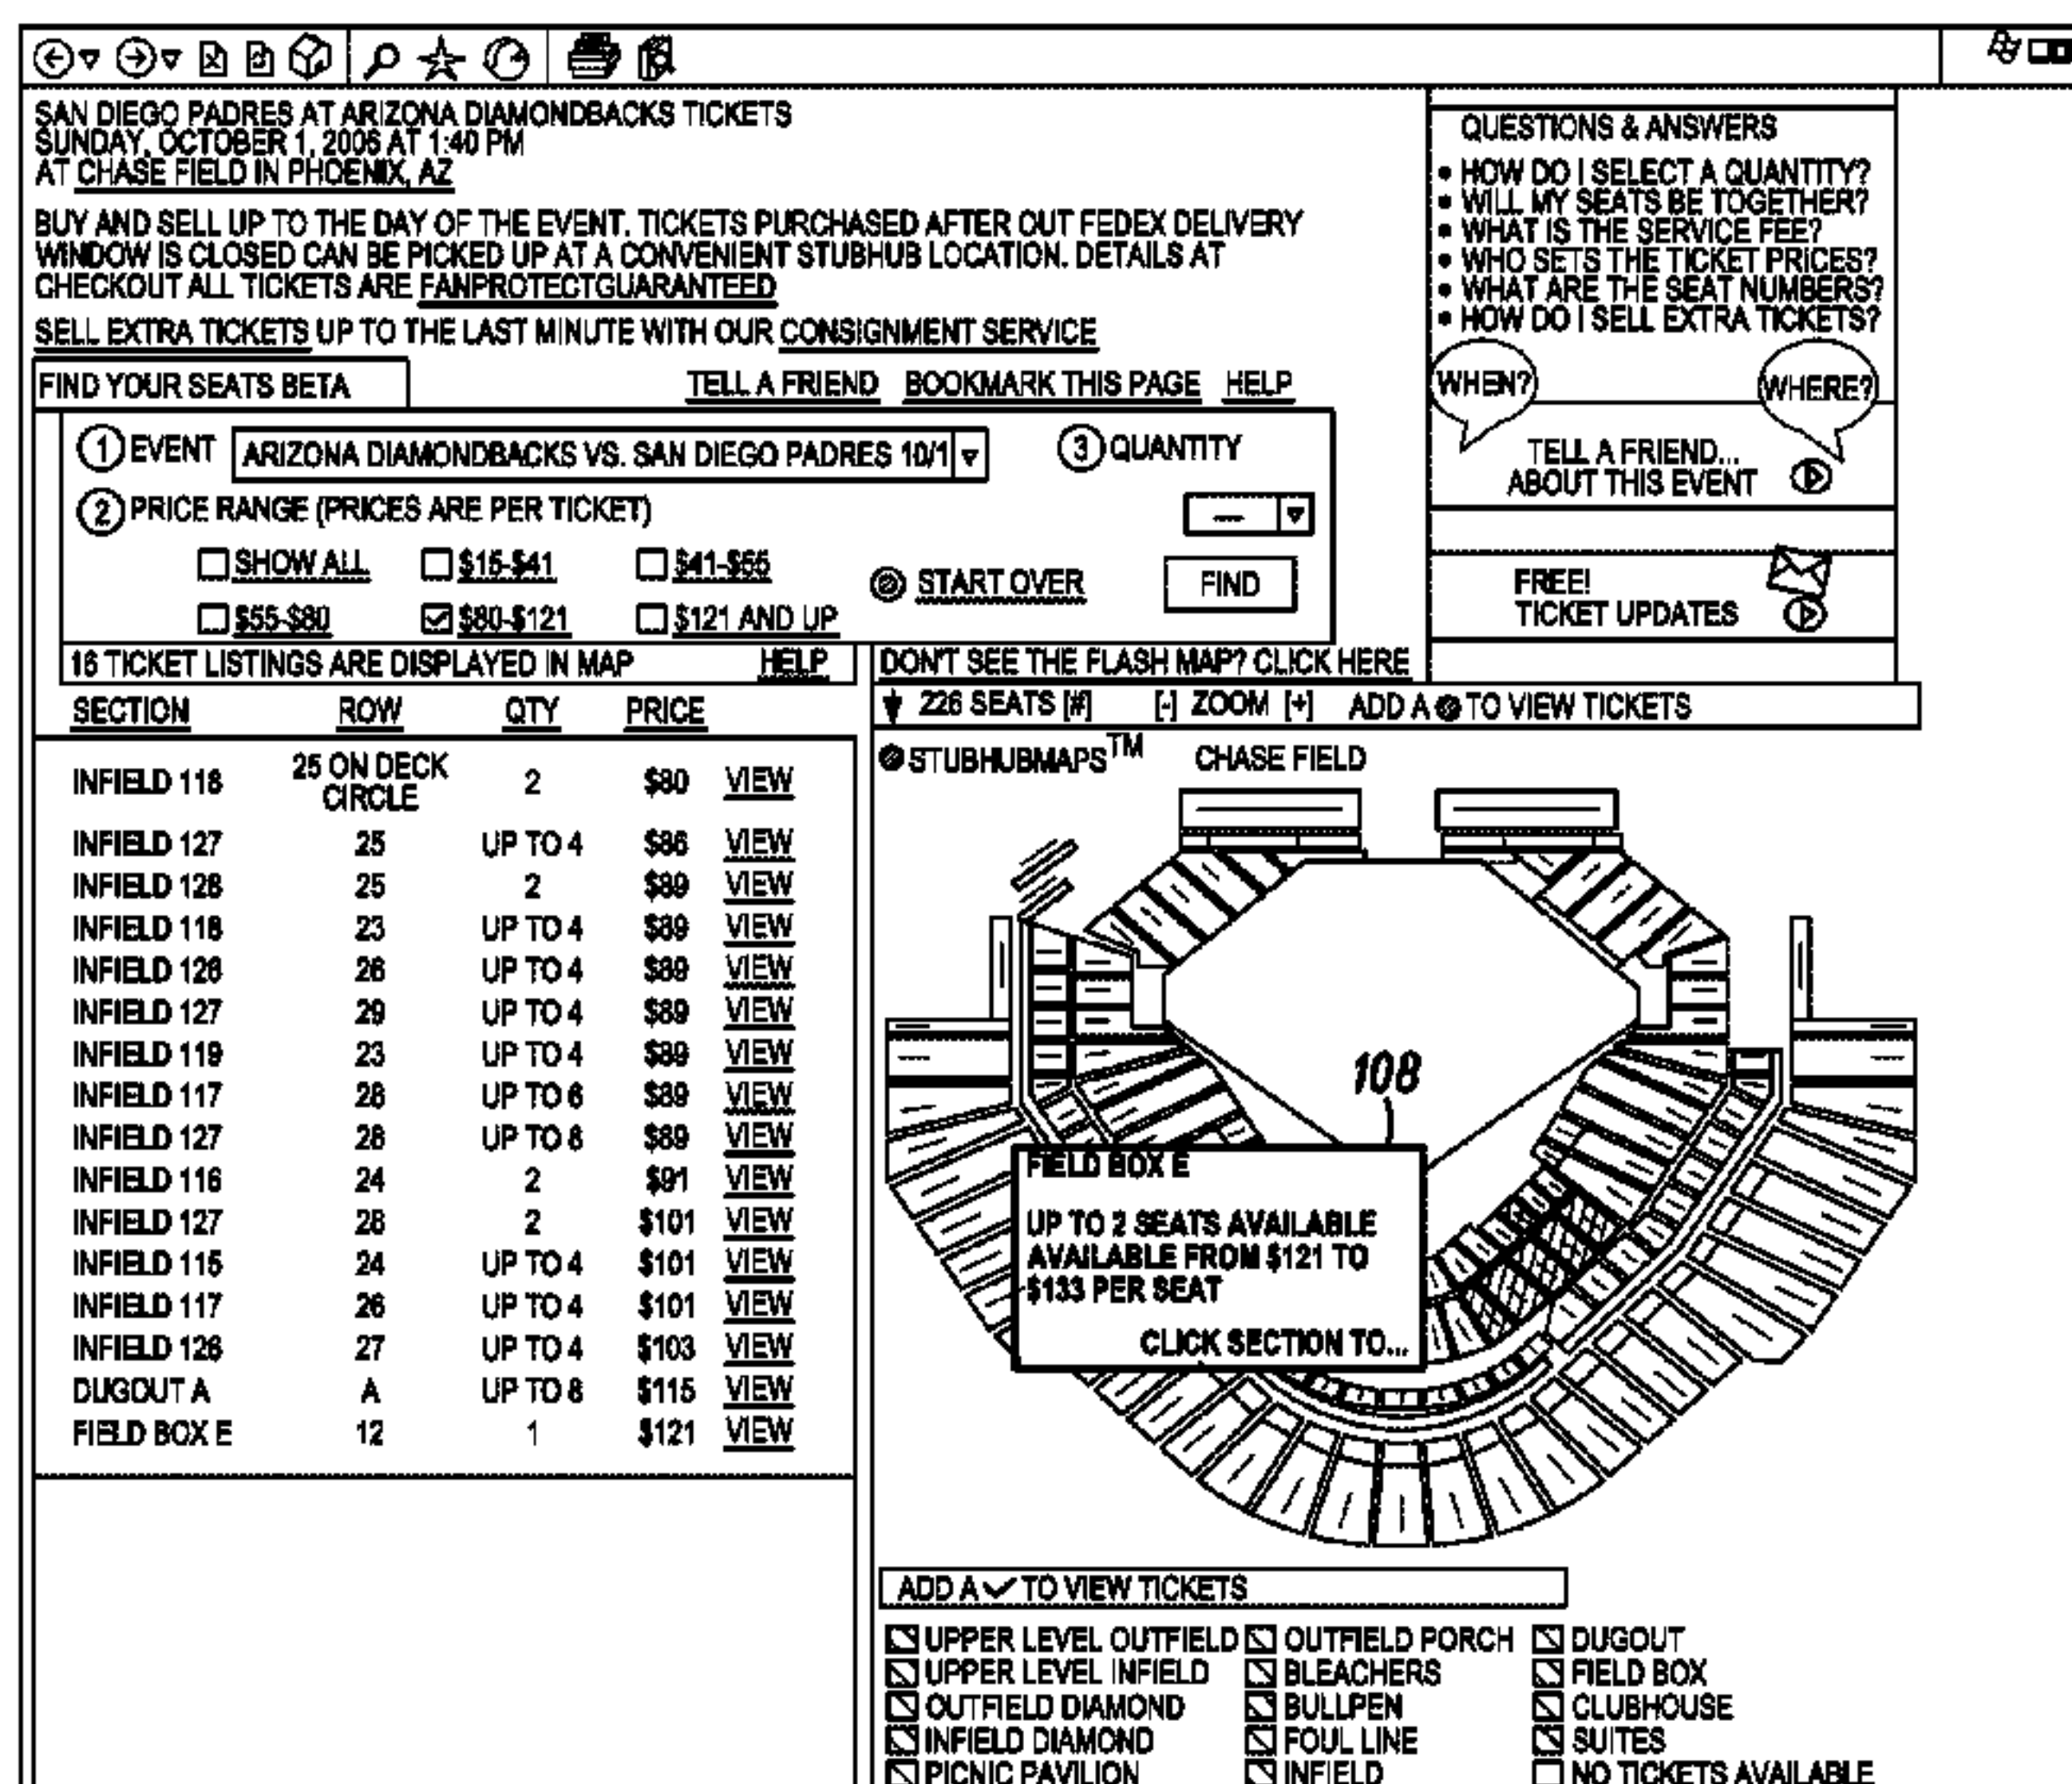 SAN DIEGO PADRES AT ARIZONA DIAMONDBACKS TICKETS
SUNDAY, OCTOBER 1, 2006 AT 1:40 PM
AT CHASE FIELD IN PHOENIX, AZ
BUY AND SELL UP TO THE DAY OF THE EVENT. TICKETS PURCHASED AFTER OUT FEDEX DELIVERY
WINDOW IS CLOSED CAN BE PICKED UP AT A CONVENIENT STUBHUB LOCATION. DETAILS AT
CHECKOUT ALL TICKETS ARE FANPROTECTGUARANTEED
SELL EXTRA TICKETS UP TO THE LAST MINUTE WITH OUR CONSIGNMENT SERVICE
QUESTIONS & ANSWERS
• HOW DO I SELECT A QUANTITY?
• WILL MY SEATS BE TOGETHER?
• WHAT IS THE SERVICE FEE?
• WHO SETS THE TICKET PRICES?
• WHAT ARE THE SEAT NUMBERS?
• HOW DO I SELL EXTRA TICKETS?
WHEN? WHERE?
TELL A FRIEND...
ABOUT THIS EVENT
FREE!
TICKET UPDATES
FIND YOUR SEATS BETA TELL A FRIEND BOOKMARK THIS PAGE HELP
1 EVENT ARIZONA DIAMONDBACKS VS. SAN DIEGO PADRES 10/1 3 QUANTITY
2 PRICE RANGE (PRICES ARE PER TICKET) —
SHOW ALL $15-$41 $41-$55
START OVER FIND
$55-$80 $80-$121 $121 AND UP
16 TICKET LISTINGS ARE DISPLAYED IN MAP HELP
SECTION ROW QTY PRICE
INFIELD 118 25 ON DECK CIRCLE 2 $80 VIEW
INFIELD 127 25 UP TO 4 $86 VIEW
INFIELD 128 25 2 $89 VIEW
INFIELD 118 23 UP TO 4 $89 VIEW
INFIELD 126 26 UP TO 4 $89 VIEW
INFIELD 127 29 UP TO 4 $89 VIEW
INFIELD 119 23 UP TO 4 $89 VIEW
INFIELD 117 28 UP TO 6 $89 VIEW
INFIELD 127 28 UP TO 8 $89 VIEW
INFIELD 116 24 2 $91 VIEW
INFIELD 127 28 2 $101 VIEW
INFIELD 115 24 UP TO 4 $101 VIEW
INFIELD 117 26 UP TO 4 $101 VIEW
INFIELD 126 27 UP TO 4 $103 VIEW
DUGOUT A A UP TO 8 $115 VIEW
FIELD BOX E 12 1 $121 VIEW
DON'T SEE THE FLASH MAP? CLICK HERE
226 SEATS [#] [-] ZOOM [+] ADD A TO VIEW TICKETS
STUBHUBMAPS™ CHASE FIELD
108
FIELD BOX E
UP TO 2 SEATS AVAILABLE
AVAILABLE FROM $121 TO
$133 PER SEAT
CLICK SECTION TO...
ADD A ✓ TO VIEW TICKETS
UPPER LEVEL OUTFIELD OUTFIELD PORCH DUGOUT
UPPER LEVEL INFIELD BLEACHERS FIELD BOX
OUTFIELD DIAMOND BULLPEN CLUBHOUSE
INFIELD DIAMOND FOUL LINE SUITES
PICNIC PAVILION INFIELD NO TICKETS AVAILABLE